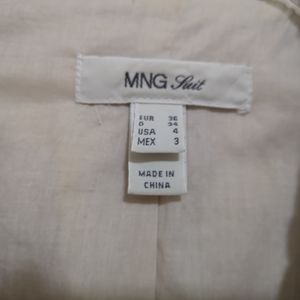 MNG Suit
EUR 36
D 34
USA 4
MEX 3
MADE IN
CHINA